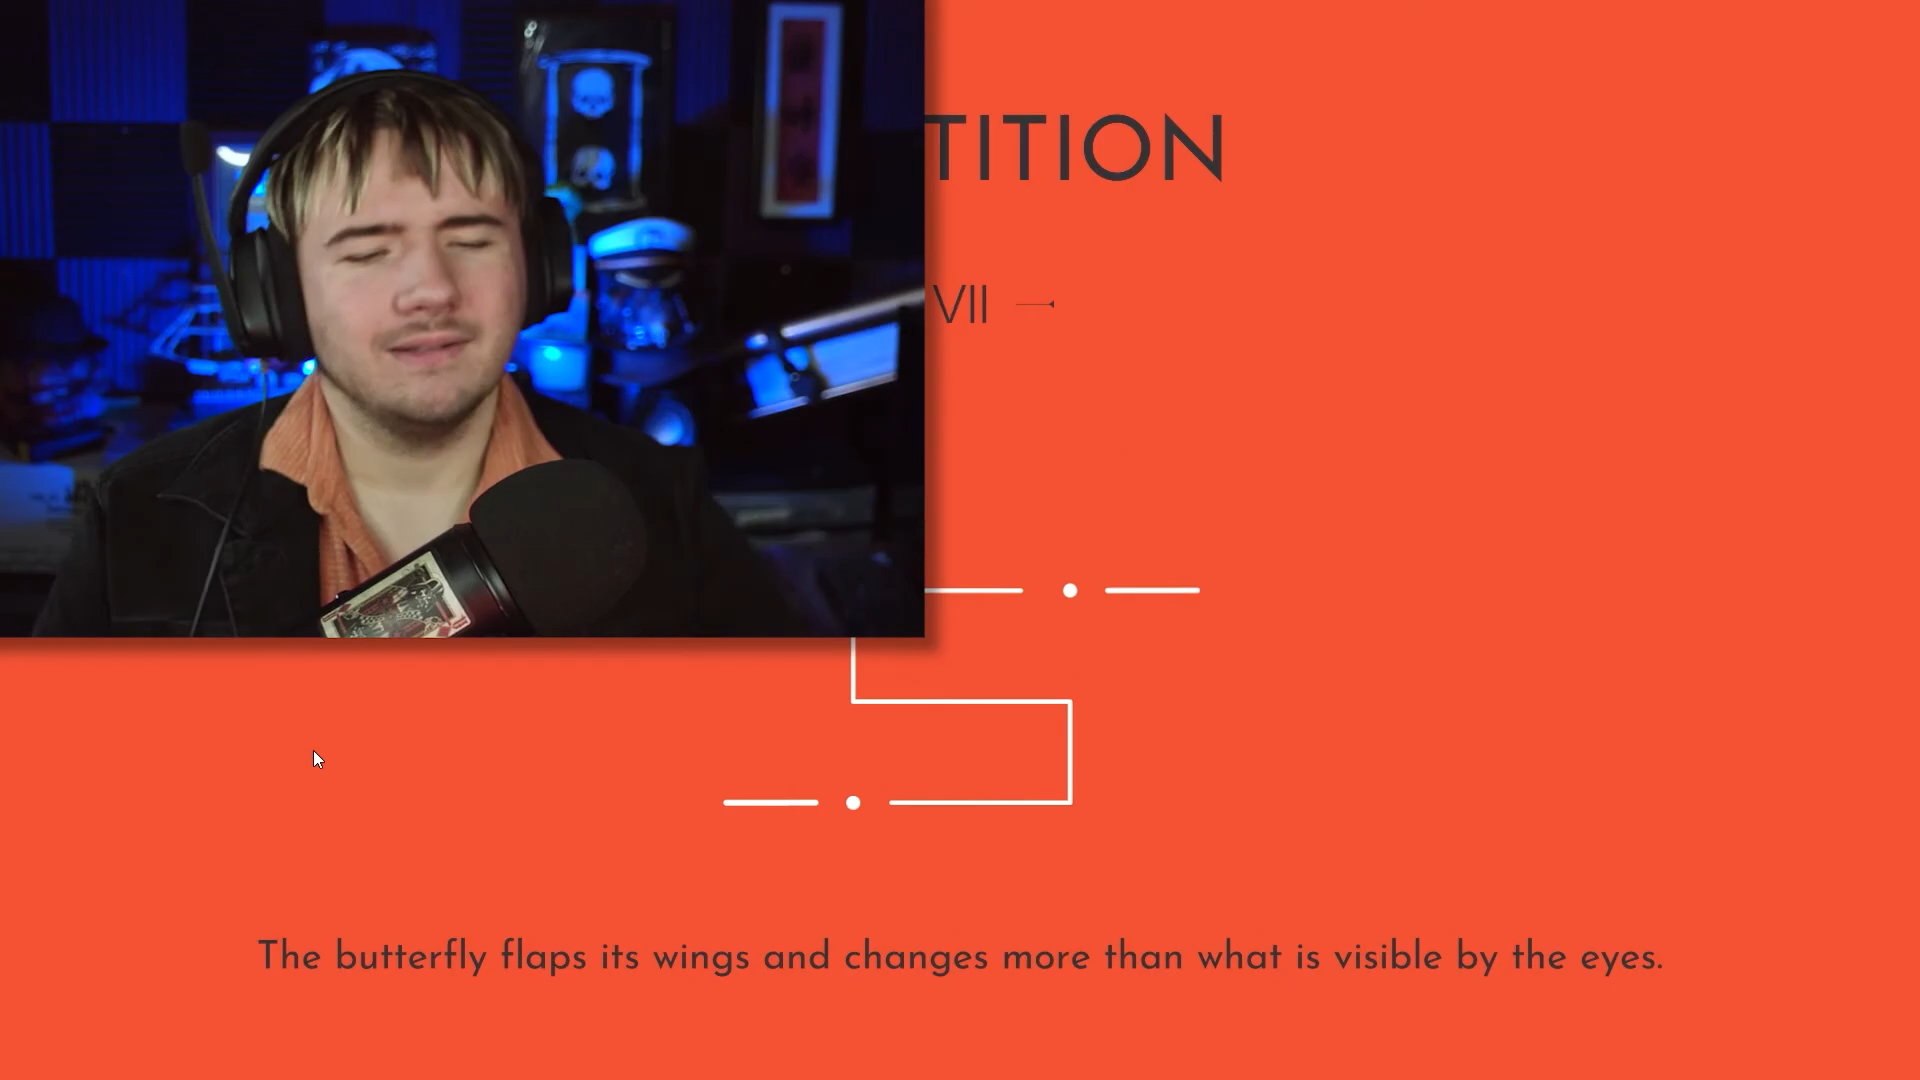 TITION
VII
The butterfly flaps its wings and changes more than what is visible by the eyes.